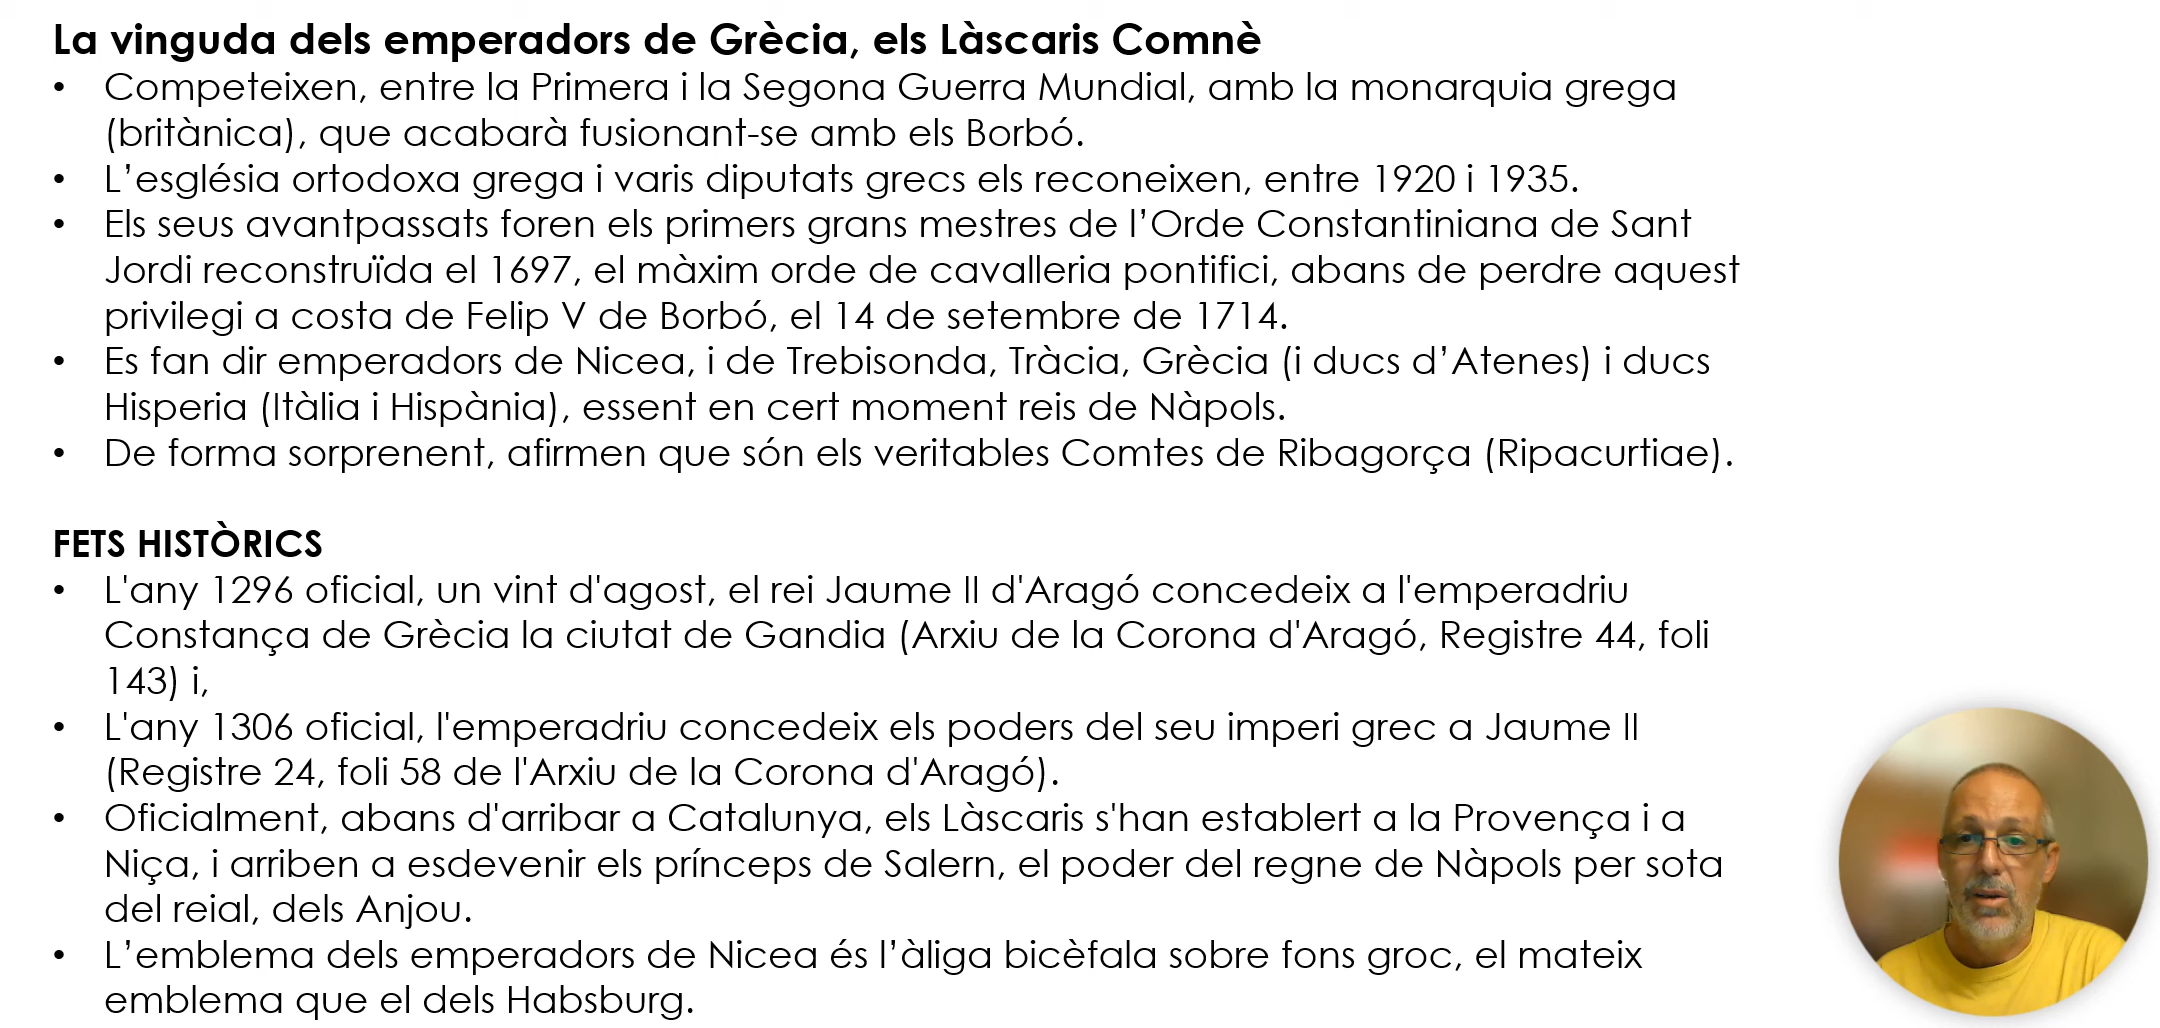 La vinguda dels emperadors de Grècia, els Làscaris Comnè
• Competeixen, entre la Primera i la Segona Guerra Mundial, amb la monarquia grega
(britànica), que acabarà fusionant-se amb els Borbó.
• L’església ortodoxa grega i varis diputats grecs els reconeixen, entre 1920 i 1935.
• Els seus avantpassats foren els primers grans mestres de l’Orde Constantiniana de Sant
Jordi reconstruïda el 1697, el màxim orde de cavalleria pontifici, abans de perdre aquest
privilegi a costa de Felip V de Borbó, el 14 de setembre de 1714.
• Es fan dir emperadors de Nicea, i de Trebisonda, Tràcia, Grècia (i ducs d’Atenes) i ducs
Hisperia (Itàlia i Hispània), essent en cert moment reis de Nàpols.
• De forma sorprenent, afirmen que són els veritables Comtes de Ribagorça (Ripacurtiae).
FETS HISTÒRICS
• L'any 1296 oficial, un vint d'agost, el rei Jaume II d'Aragó concedeix a l'emperadriu
Constança de Grècia la ciutat de Gandia (Arxiu de la Corona d'Aragó, Registre 44, foli
143) i,
• L'any 1306 oficial, l'emperadriu concedeix els poders del seu imperi grec a Jaume II
(Registre 24, foli 58 de l'Arxiu de la Corona d'Aragó).
• Oficialment, abans d'arribar a Catalunya, els Làscaris s'han establert a la Provença i a
Niça, i arriben a esdevenir els prínceps de Salern, el poder del regne de Nàpols per sota
del reial, dels Anjou.
• L’emblema dels emperadors de Nicea és l’àliga bicèfala sobre fons groc, el mateix
emblema que el dels Habsburg.